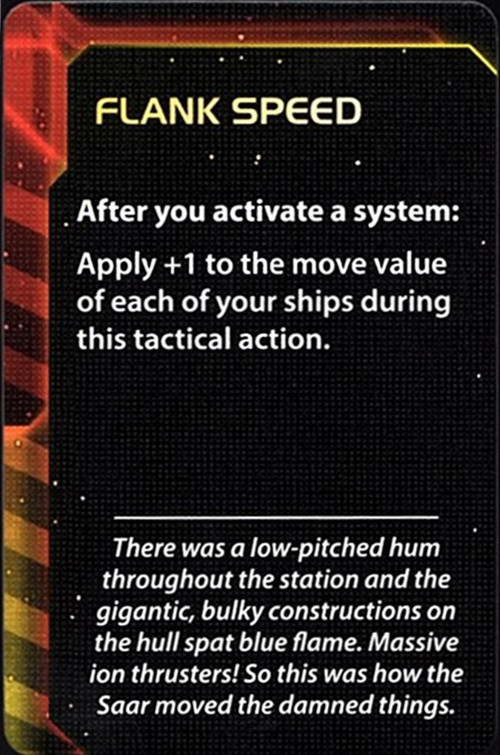 FLANK SPEED
After you activate a system:
Apply +1 to the move value
of each of your ships during
this tactical action.
There was a low-pitched hum
throughout the station and the
gigantic, bulky constructions on
the hull spat blue flame. Massive
ion thrusters! So this was how the
Saar moved the damned things.